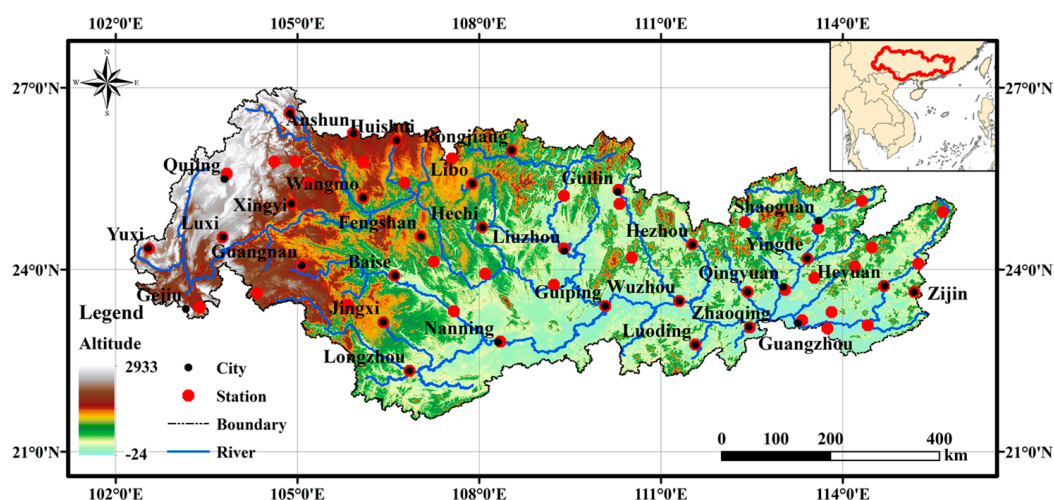 102°0'E 105°0'E 108°0'E 111°0'E 114°0'E
N
W E
S
27°0'N 27°0'N
Anshun Huishui Rongjiang
Qujing Libo Guilin
Wangmo
Xingyi Shaoguan
Luxi Fengshan Hechi
Yuxi Liuzhou Hezhou Yingde
Guangnan
Baise Qingyuan Heyuan
24°0'N 24°0'N
Gejiu Guiping Wuzhou Zijin
Jingxi Zhaoqing
Legend Nanning Luoding Guangzhou
Altitude Longzhou
2933 City
Station
Boundary
-24 River
0 100 200 400
km
21°0'N 21°0'N
102°0'E 105°0'E 108°0'E 111°0'E 114°0'E